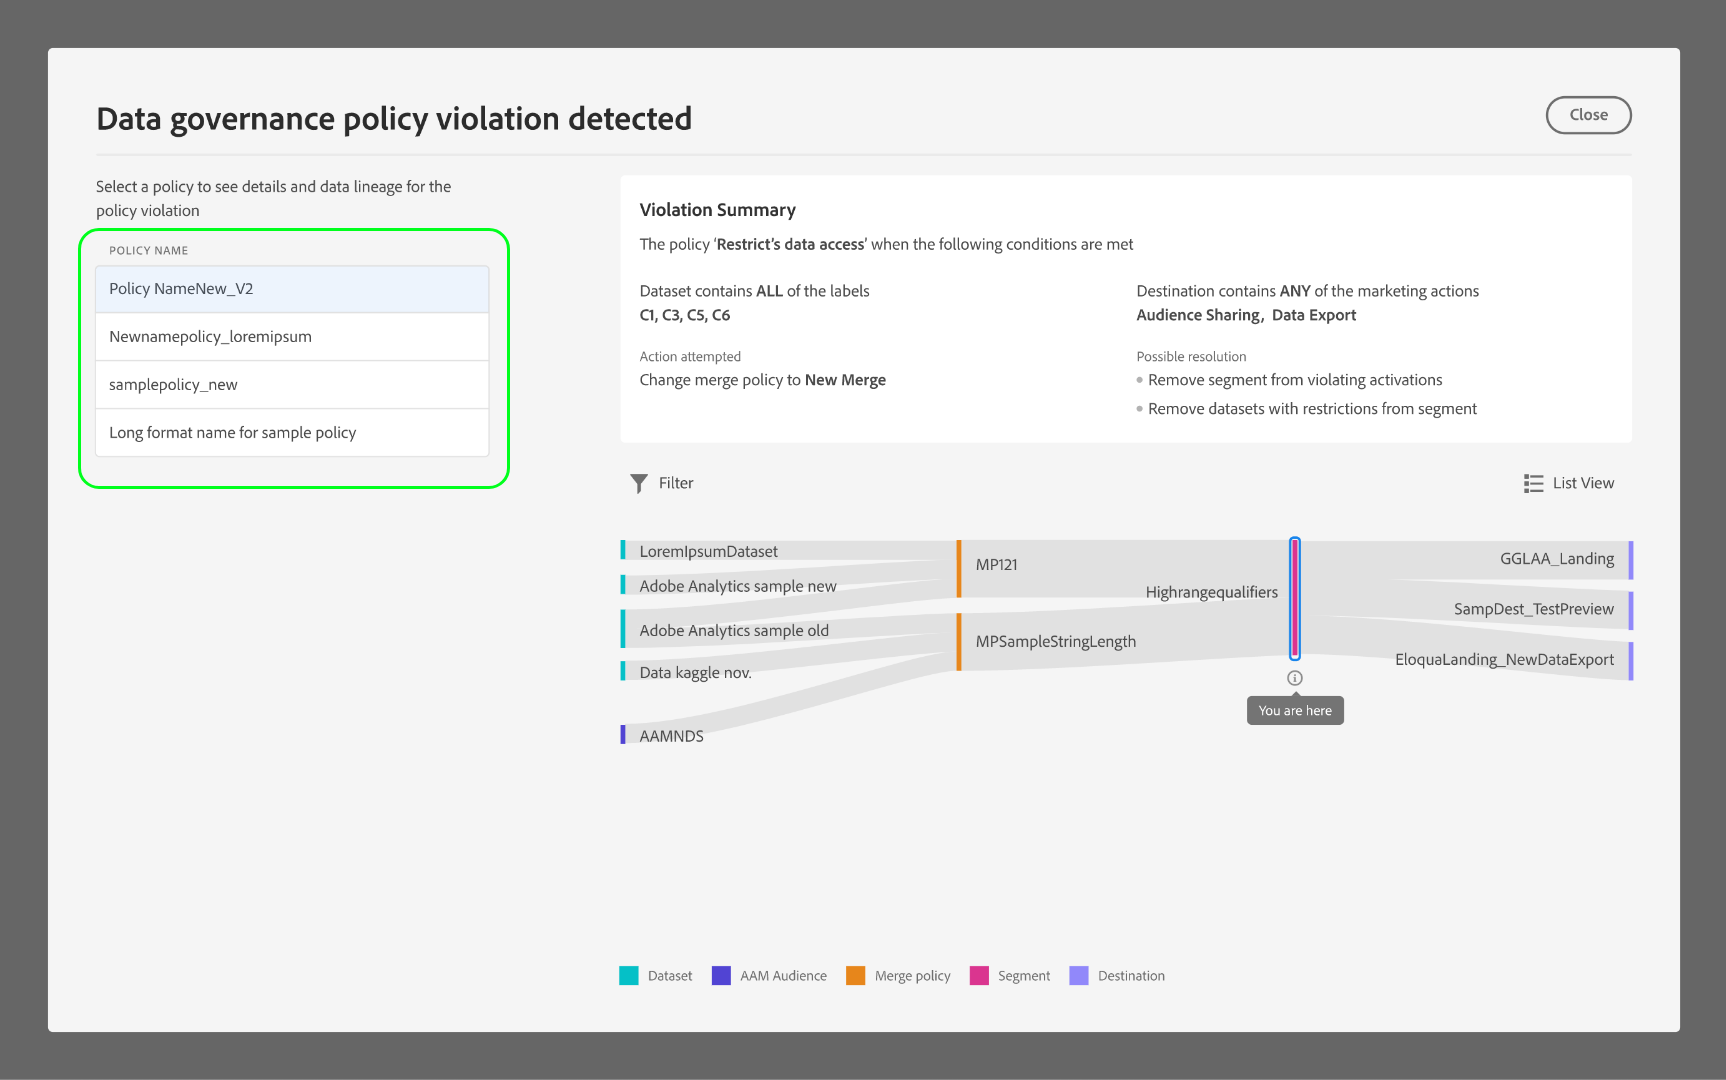 Data governance policy violation detected
Close
Select a policy to see details and data lineage for the
policy violation
POLICY NAME
Policy NameNew_V2
Newnamepolicy_loremipsum
samplepolicy_new
Long format name for sample policy
Violation Summary
The policy 'Restrict's data access' when the following conditions are met
Dataset contains ALL of the labels
C1, C3, C5, C6
Destination contains ANY of the marketing actions
Audience Sharing, Data Export
Action attempted
Change merge policy to New Merge
Possible resolution
Remove segment from violating activations
Remove datasets with restrictions from segment
Filter
List View
LoremIpsumDataset
Adobe Analytics sample new
Adobe Analytics sample old
Data kaggle nov.
AAMNDS
MP121
MPSampleStringLength
Highrangequalifiers
You are here
GGLAA_Landing
SampDest_TestPreview
EloquaLanding_NewDataExport
Dataset
AAM Audience
Merge policy
Segment
Destination